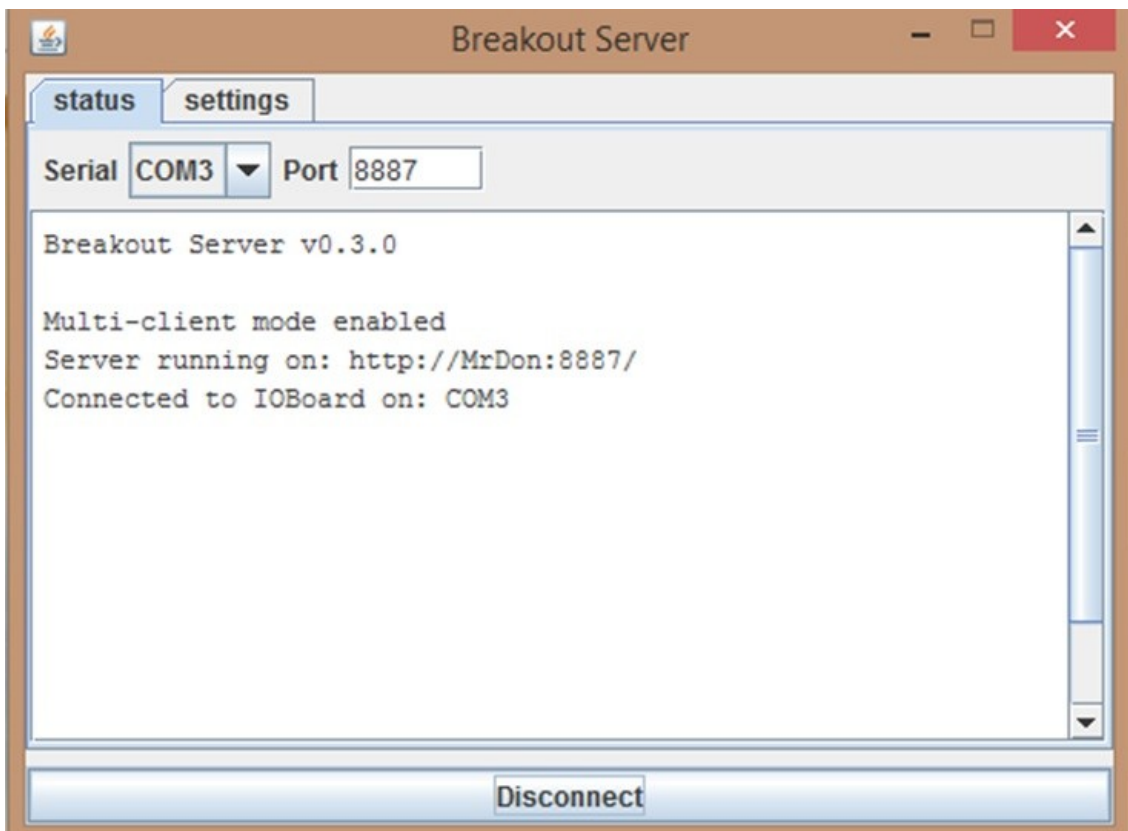 Breakout Server
status settings
Serial COM3 Port 8887
Breakout Server v0.3.0
Multi-client mode enabled
Server running on: http://MrDon:8887/
Connected to IOBoard on: COM3
Disconnect